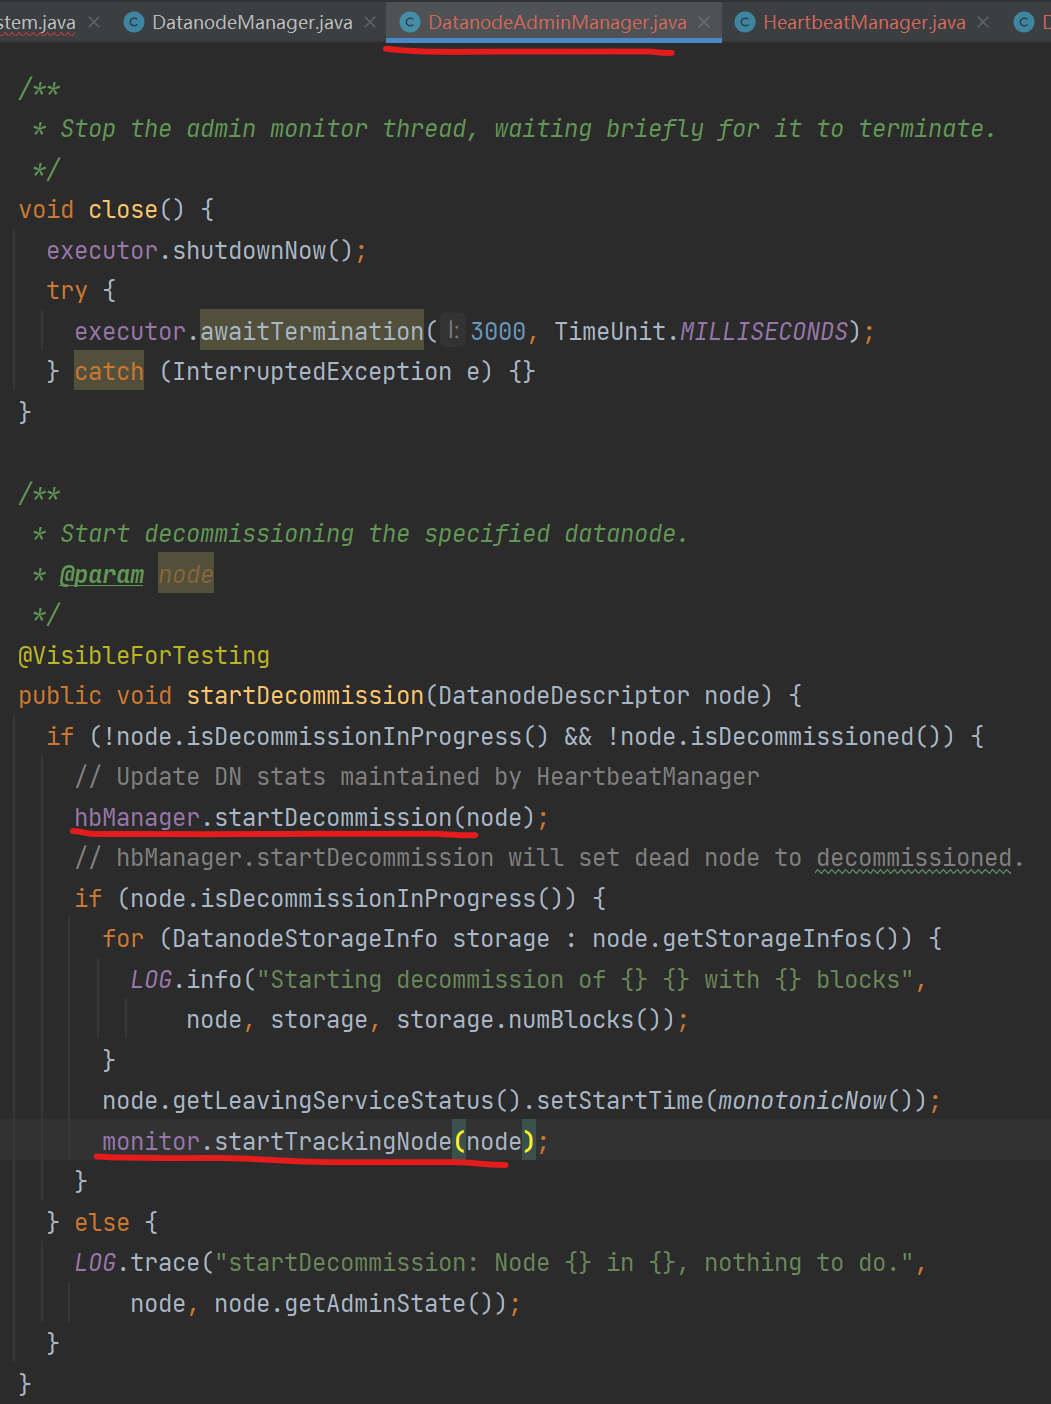 stem.java × C DatanodeManager.java × C DatanodeAdminManager.java × C HeartbeatManager.java × C D
/**
 * Stop the admin monitor thread, waiting briefly for it to terminate.
 */
void close() {
  executor.shutdownNow();
  try {
    executor.awaitTermination( l: 3000, TimeUnit.MILLISECONDS);
  } catch (InterruptedException e) {}
}

/**
 * Start decommissioning the specified datanode.
 * @param node
 */
@VisibleForTesting
public void startDecommission(DatanodeDescriptor node) {
  if (!node.isDecommissionInProgress() && !node.isDecommissioned()) {
    // Update DN stats maintained by HeartbeatManager
    hbManager.startDecommission(node);
    // hbManager.startDecommission will set dead node to decommissioned.
    if (node.isDecommissionInProgress()) {
      for (DatanodeStorageInfo storage : node.getStorageInfos()) {
        LOG.info("Starting decommission of {} {} with {} blocks",
            node, storage, storage.numBlocks());
      }
      node.getLeavingServiceStatus().setStartTime(monotonicNow());
      monitor.startTrackingNode(node);
    }
  } else {
    LOG.trace("startDecommission: Node {} in {}, nothing to do.",
        node, node.getAdminState());
  }
}